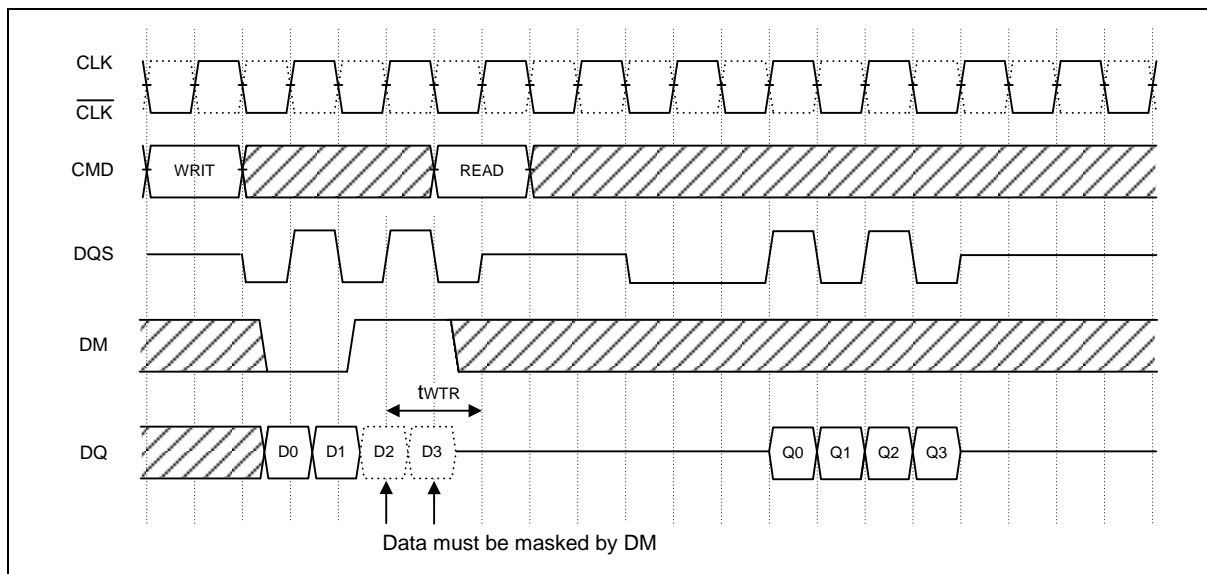 CLK
CLK
CMD WRIT READ
DQS
DM
tWTR
DQ D0 D1 D2 D3 Q0 Q1 Q2 Q3
Data must be masked by DM